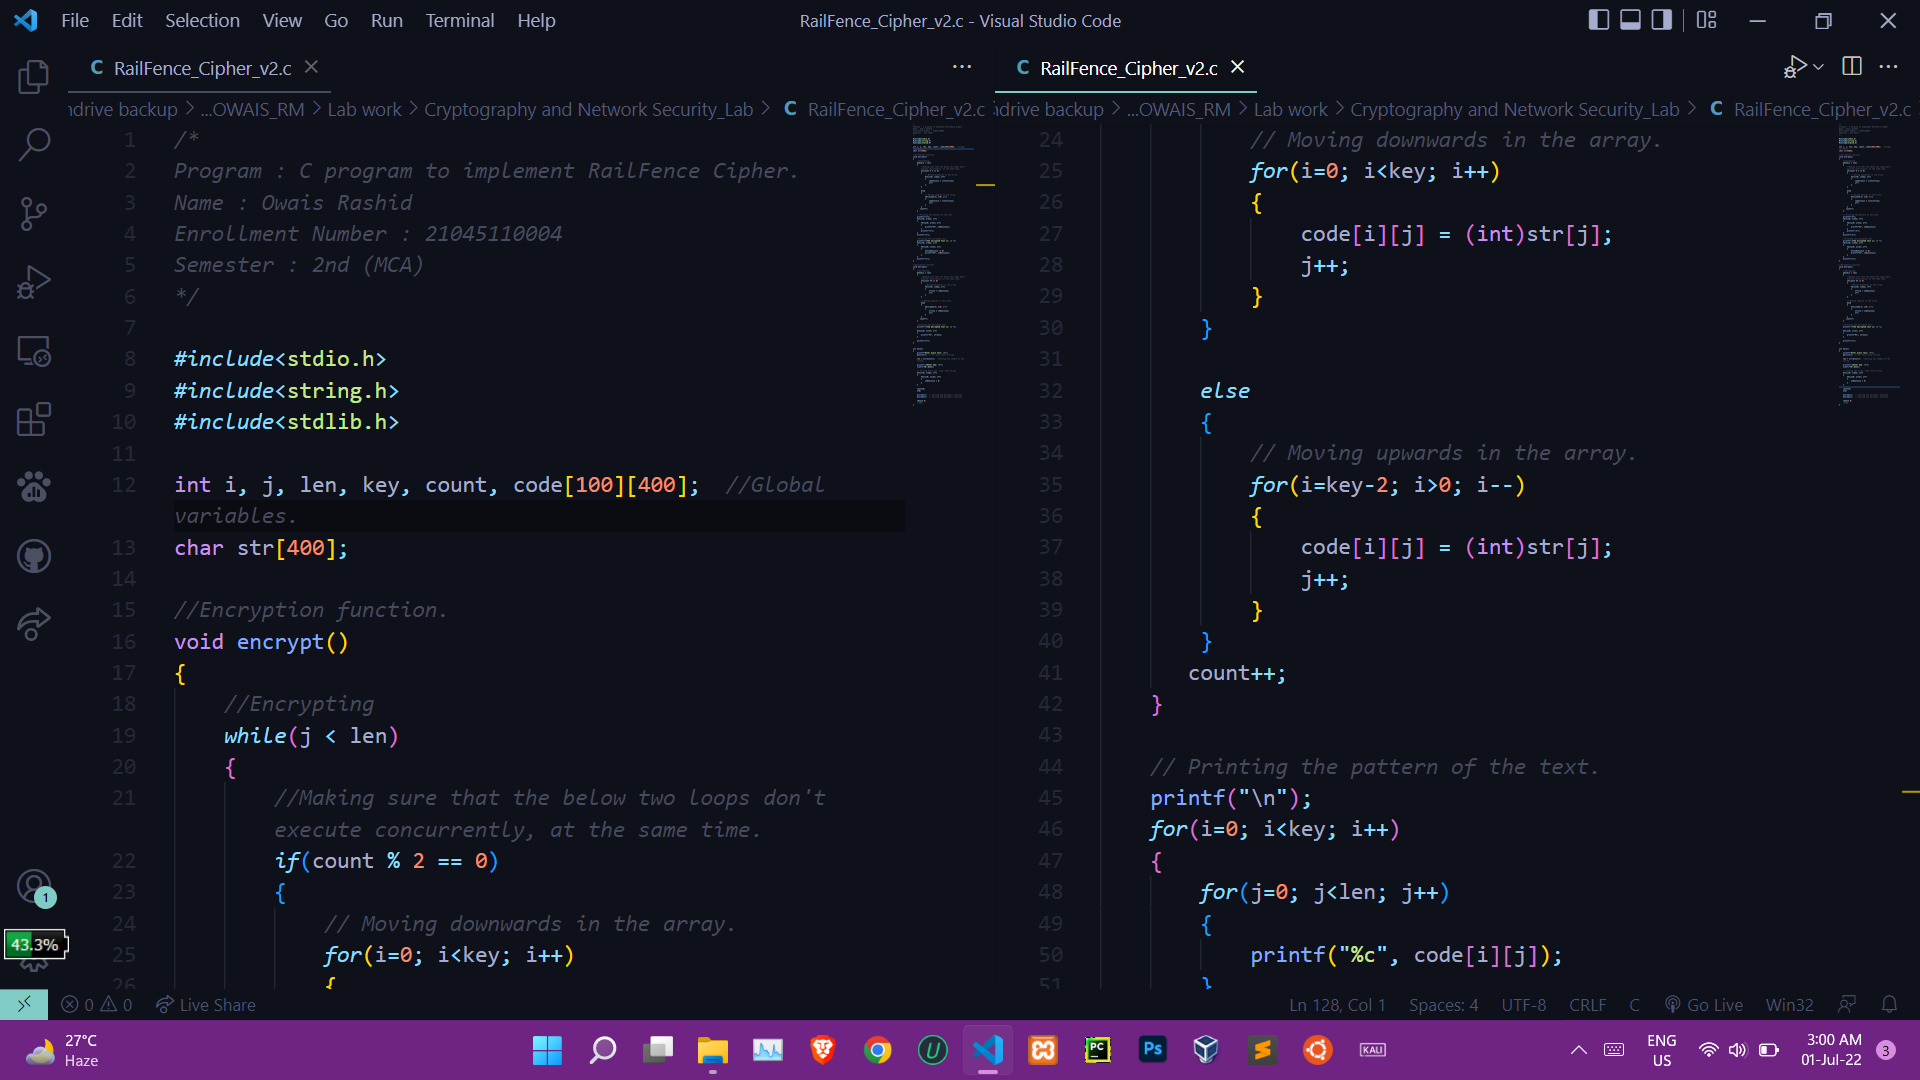 File Edit Selection View Go Run Terminal Help
RailFence_Cipher_v2.c - Visual Studio Code
C RailFence_Cipher_v2.c
ndrive backup > ...OWAIS_RM > Lab work > Cryptography and Network Security_Lab > C RailFence_Cipher_v2.c
1 /*
2 Program : C program to implement RailFence Cipher.
3 Name : Owais Rashid
4 Enrollment Number : 21045110004
5 Semester : 2nd (MCA)
6 */
7
8 #include<stdio.h>
9 #include<string.h>
10 #include<stdlib.h>
11
12 int i, j, len, key, count, code[100][400];  //Global
variables.
13 char str[400];
14
15 //Encryption function.
16 void encrypt()
17 {
18     //Encrypting
19     while(j < len)
20     {
21         //Making sure that the below two loops don't
execute concurrently, at the same time.
22         if(count % 2 == 0)
23         {
24             // Moving downwards in the array.
25             for(i=0; i<key; i++)
26             {
C RailFence_Cipher_v2.c
ndrive backup > ...OWAIS_RM > Lab work > Cryptography and Network Security_Lab > C RailFence_Cipher_v2.c
24             // Moving downwards in the array.
25             for(i=0; i<key; i++)
26             {
27                 code[i][j] = (int)str[j];
28                 j++;
29             }
30         }
31
32         else
33         {
34             // Moving upwards in the array.
35             for(i=key-2; i>0; i--)
36             {
37                 code[i][j] = (int)str[j];
38                 j++;
39             }
40         }
41        count++;
42     }
43
44     // Printing the pattern of the text.
45     printf("\n");
46     for(i=0; i<key; i++)
47     {
48         for(j=0; j<len; j++)
49         {
50             printf("%c", code[i][j]);
51         }
1
43.3%
0 0 Live Share
Ln 128, Col 1 Spaces: 4 UTF-8 CRLF C Go Live Win32
27°C
Haze
U PC Ps KALI
ENG
US
3:00 AM
01-Jul-22
3